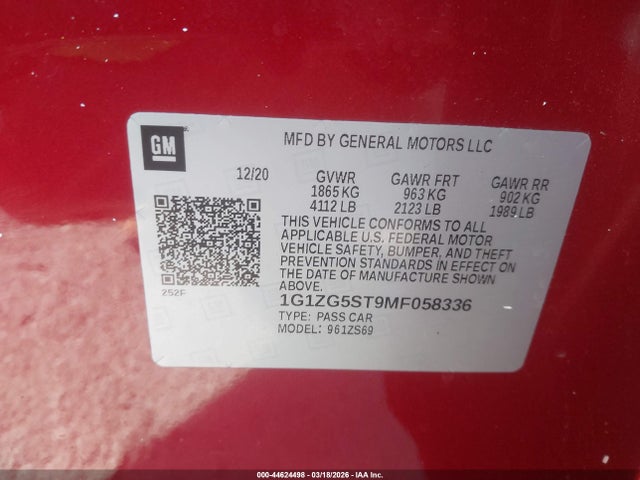 GM
MFD BY GENERAL MOTORS LLC
12/20 GVWR GAWR FRT GAWR RR
1865 KG 963 KG 902 KG
4112 LB 2123 LB 1989 LB
THIS VEHICLE CONFORMS TO ALL
APPLICABLE U.S. FEDERAL MOTOR
VEHICLE SAFETY, BUMPER, AND THEFT
PREVENTION STANDARDS IN EFFECT ON
THE DATE OF MANUFACTURE SHOWN
ABOVE.
252F
1G1ZG5ST9MF058336
TYPE: PASS CAR
MODEL: 961ZS69
000-44624498 - 03/18/2026 - IAA Inc.